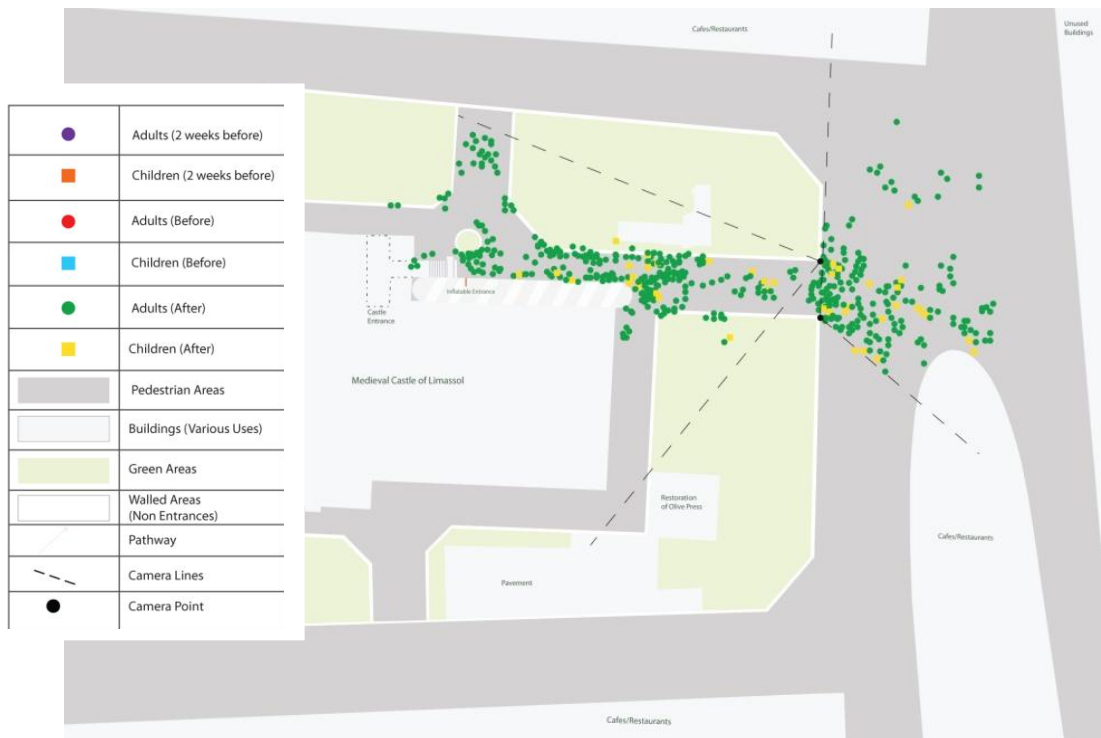 Cafes/Restaurants
Unused
Buildings
Adults (2 weeks before)
Children (2 weeks before)
Adults (Before)
Children (Before)
Adults (After)
Children (After)
Pedestrian Areas
Buildings (Various Uses)
Green Areas
Walled Areas
(Non Entrances)
Pathway
Camera Lines
Camera Point
Inflatable Entrance
Castle
Entrance
Medieval Castle of Limassol
Restoration
of Olive Press
Cafes/Restaurants
Pavement
Cafes/Restaurants